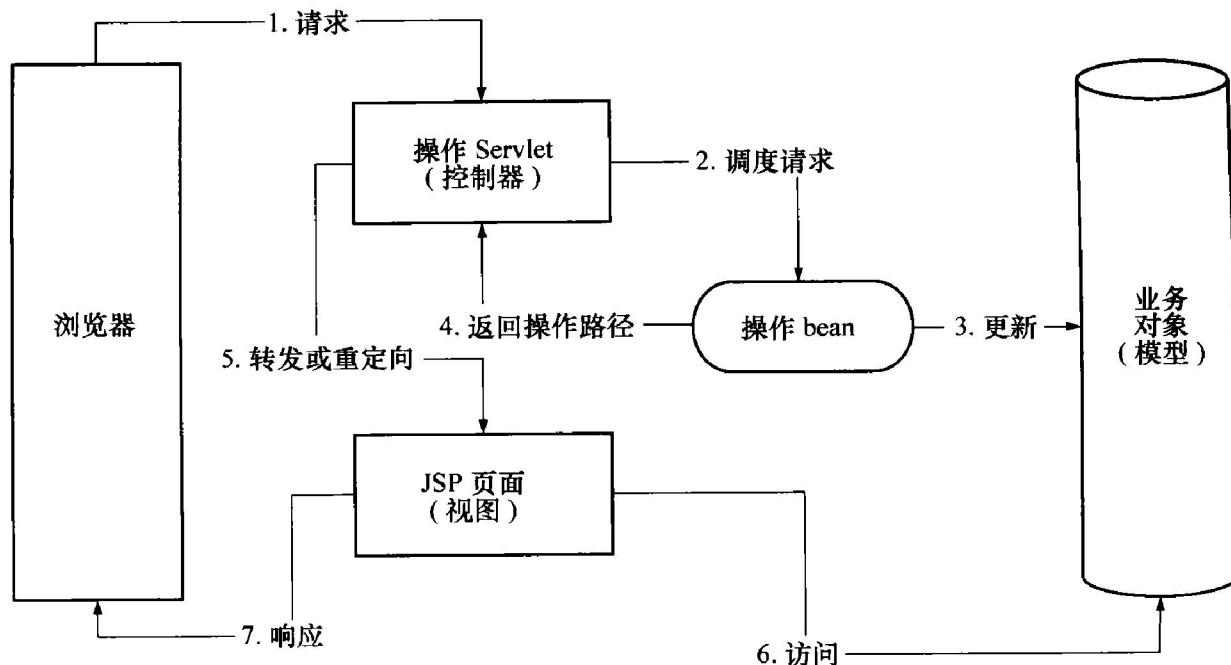 1. 请求
操作 Servlet
（控制器）
2. 调度请求
浏览器
4. 返回操作路径
操作 bean
3. 更新
业务
对象
（模型）
5. 转发或重定向
JSP 页面
（视图）
7. 响应
6. 访问